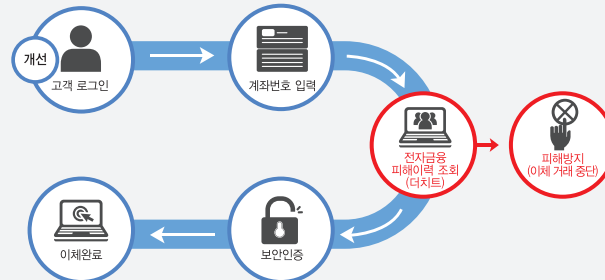 개선
고객 로그인
계좌번호 입력
전자금융
피해이력 조회
(더치트)
피해방지
(이체 거래 중단)
보안인증
이체완료